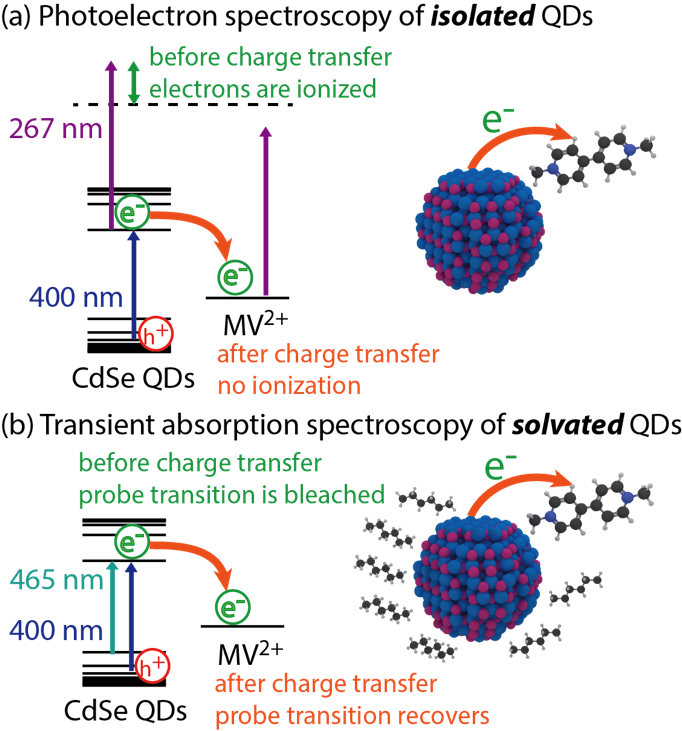 (a) Photoelectron spectroscopy of isolated QDs
before charge transfer
electrons are ionized
267 nm
e-
e-
400 nm
e-
h+
MV2+
CdSe QDs
after charge transfer
no ionization
(b) Transient absorption spectroscopy of solvated QDs
before charge transfer
probe transition is bleached
e-
e-
465 nm
e-
400 nm
h+
MV2+
CdSe QDs
after charge transfer
probe transition recovers